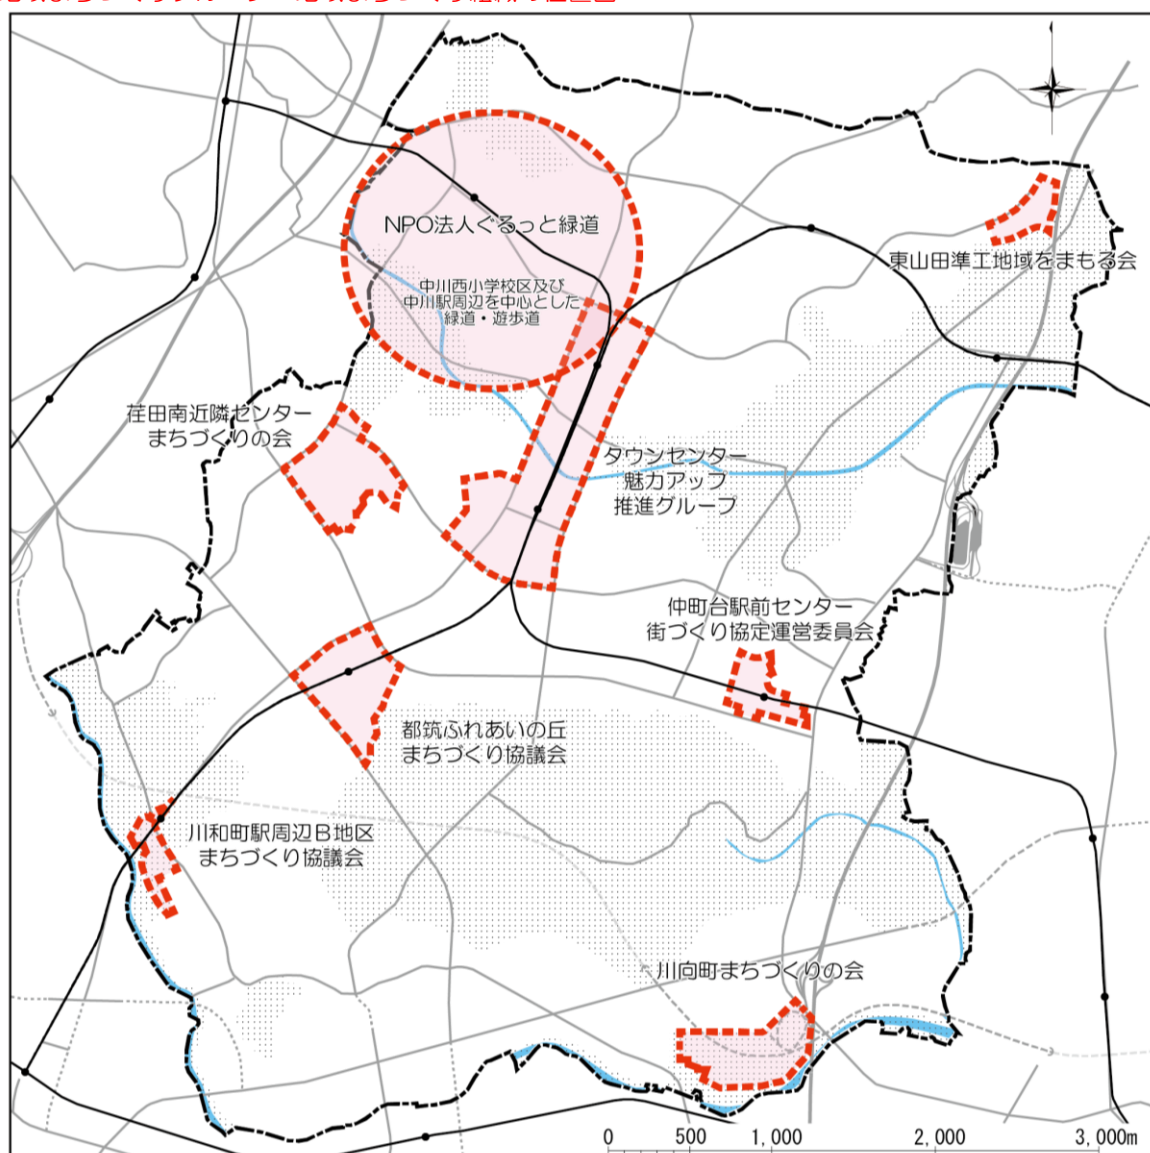 NPO法人ぐるっと緑道
中川西小学校区及び
中川駅周辺を中心とした
緑道・遊歩道
東山田準工地域をまもる会
荏田南近隣センター
まちづくりの会
タウンセンター
魅力アップ
推進グループ
仲町台駅前センター
街づくり協定運営委員会
都筑ふれあいの丘
まちづくり協議会
川和町駅周辺B地区
まちづくり協議会
川向町まちづくりの会
0 500 1,000 2,000 3,000m